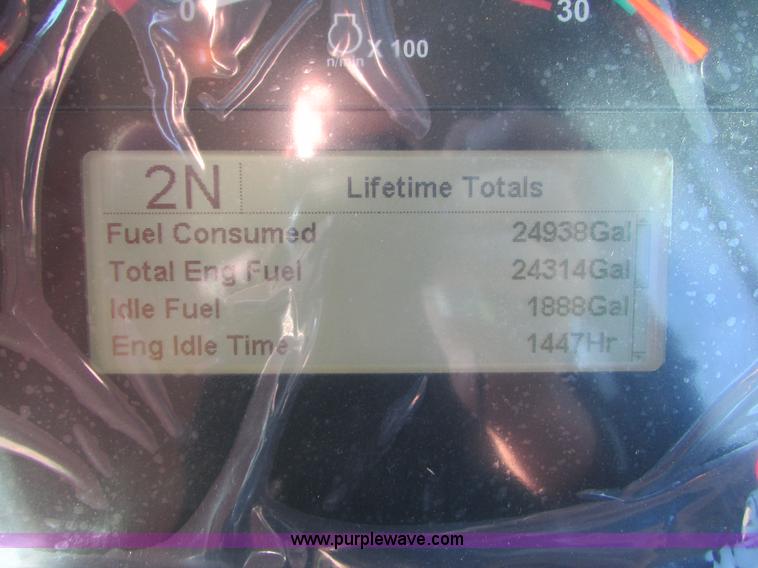 0
30
n/min X 100
2N Lifetime Totals
Fuel Consumed 24938Gal
Total Eng Fuel 24314Gal
Idle Fuel 1888Gal
Eng Idle Time 1447Hr
www.purplewave.com